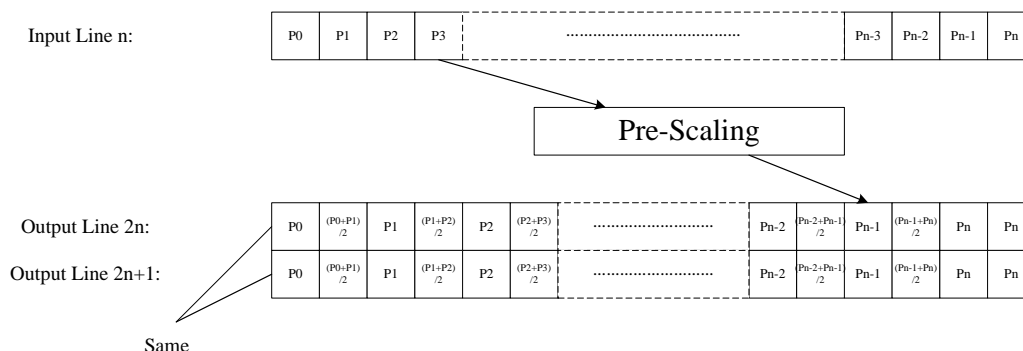 Input Line n: P0 P1 P2 P3 ........................................ Pn-3 Pn-2 Pn-1 Pn
Pre-Scaling
Output Line 2n: P0 (P0+P1)/2 P1 (P1+P2)/2 P2 (P2+P3)/2 ............................ Pn-2 (Pn-2+Pn-1)/2 Pn-1 (Pn-1+Pn)/2 Pn Pn
Output Line 2n+1: P0 (P0+P1)/2 P1 (P1+P2)/2 P2 (P2+P3)/2 ............................ Pn-2 (Pn-2+Pn-1)/2 Pn-1 (Pn-1+Pn)/2 Pn Pn
Same